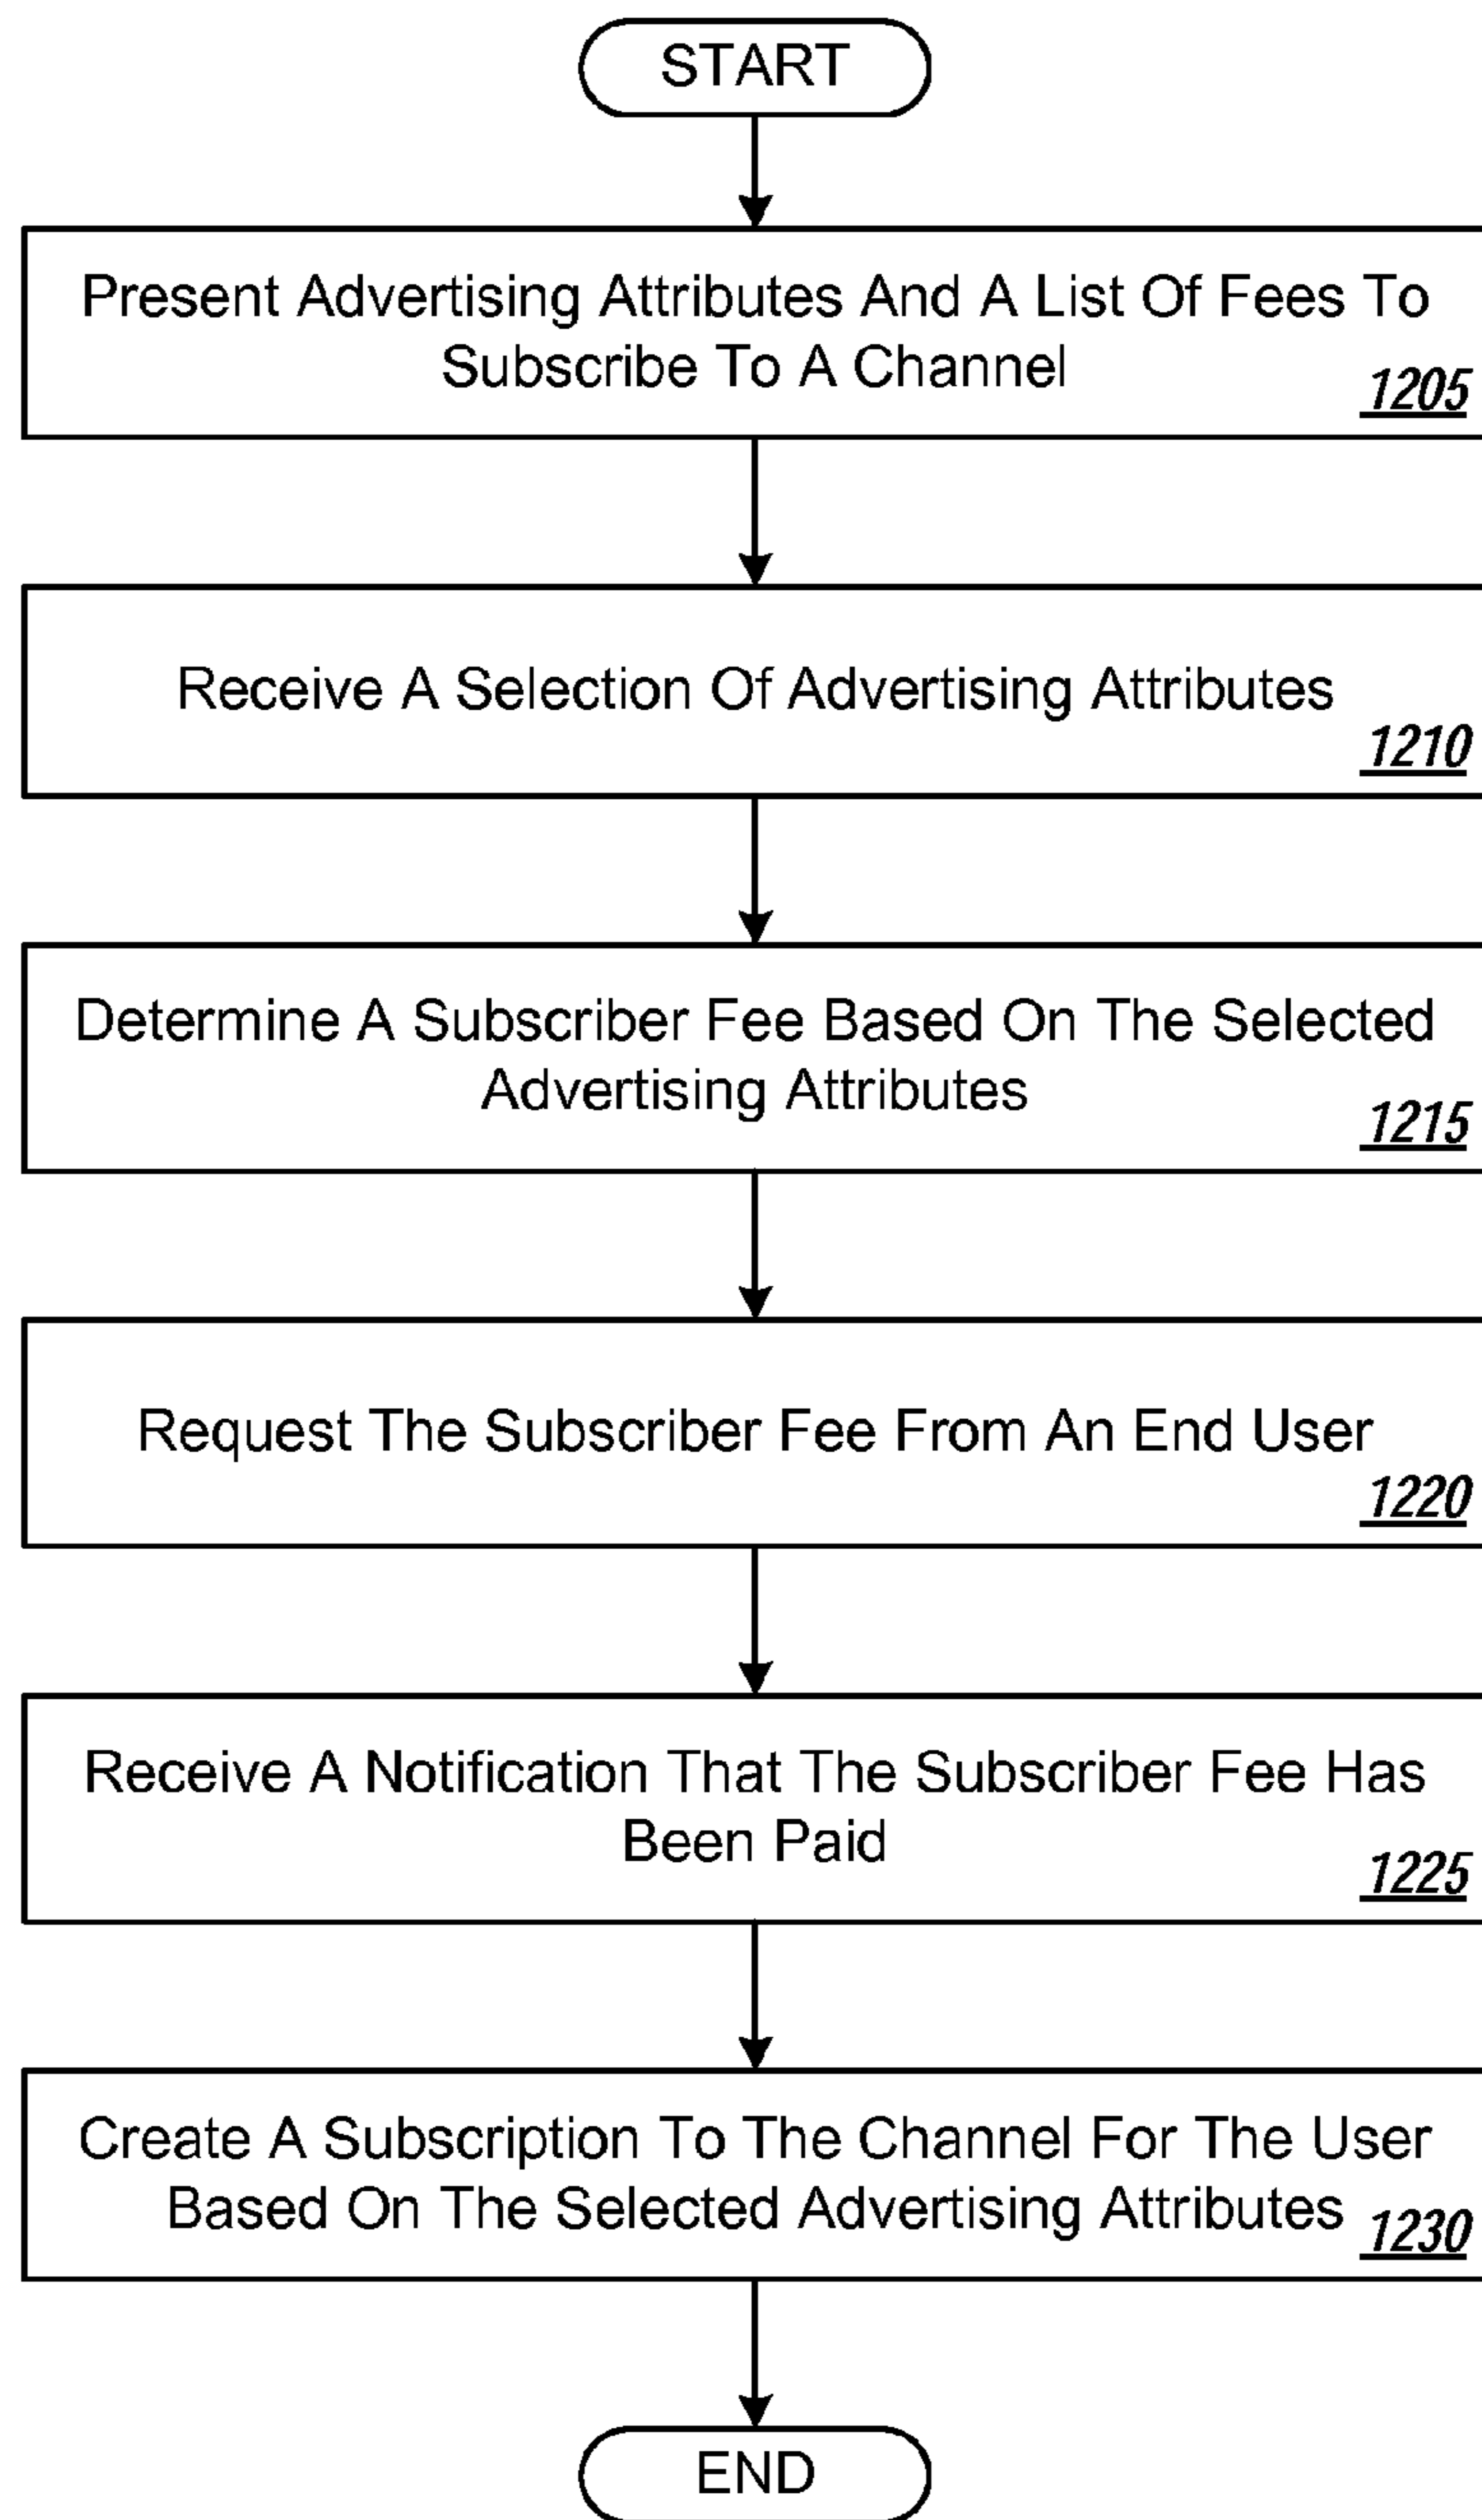 START
Present Advertising Attributes And A List Of Fees To
Subscribe To A Channel
1205
Receive A Selection Of Advertising Attributes
1210
Determine A Subscriber Fee Based On The Selected
Advertising Attributes
1215
Request The Subscriber Fee From An End User
1220
Receive A Notification That The Subscriber Fee Has
Been Paid
1225
Create A Subscription To The Channel For The User
Based On The Selected Advertising Attributes
1230
END